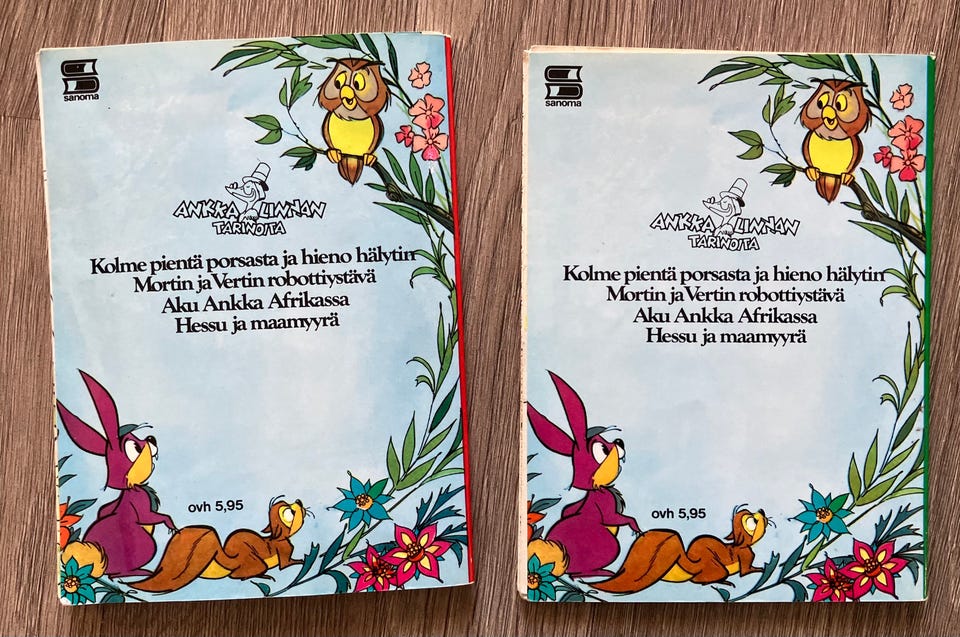 sanoma
ANKKALINNAN
TARINOITA
Kolme pientä porsasta ja hieno hälytin
Mortin ja Vertin robottiystävä
Aku Ankka Afrikassa
Hessu ja maamyyrä
ovh 5,95
sanoma
ANKKALINNAN
TARINOITA
Kolme pientä porsasta ja hieno hälytin
Mortin ja Vertin robottiystävä
Aku Ankka Afrikassa
Hessu ja maamyyrä
ovh 5,95